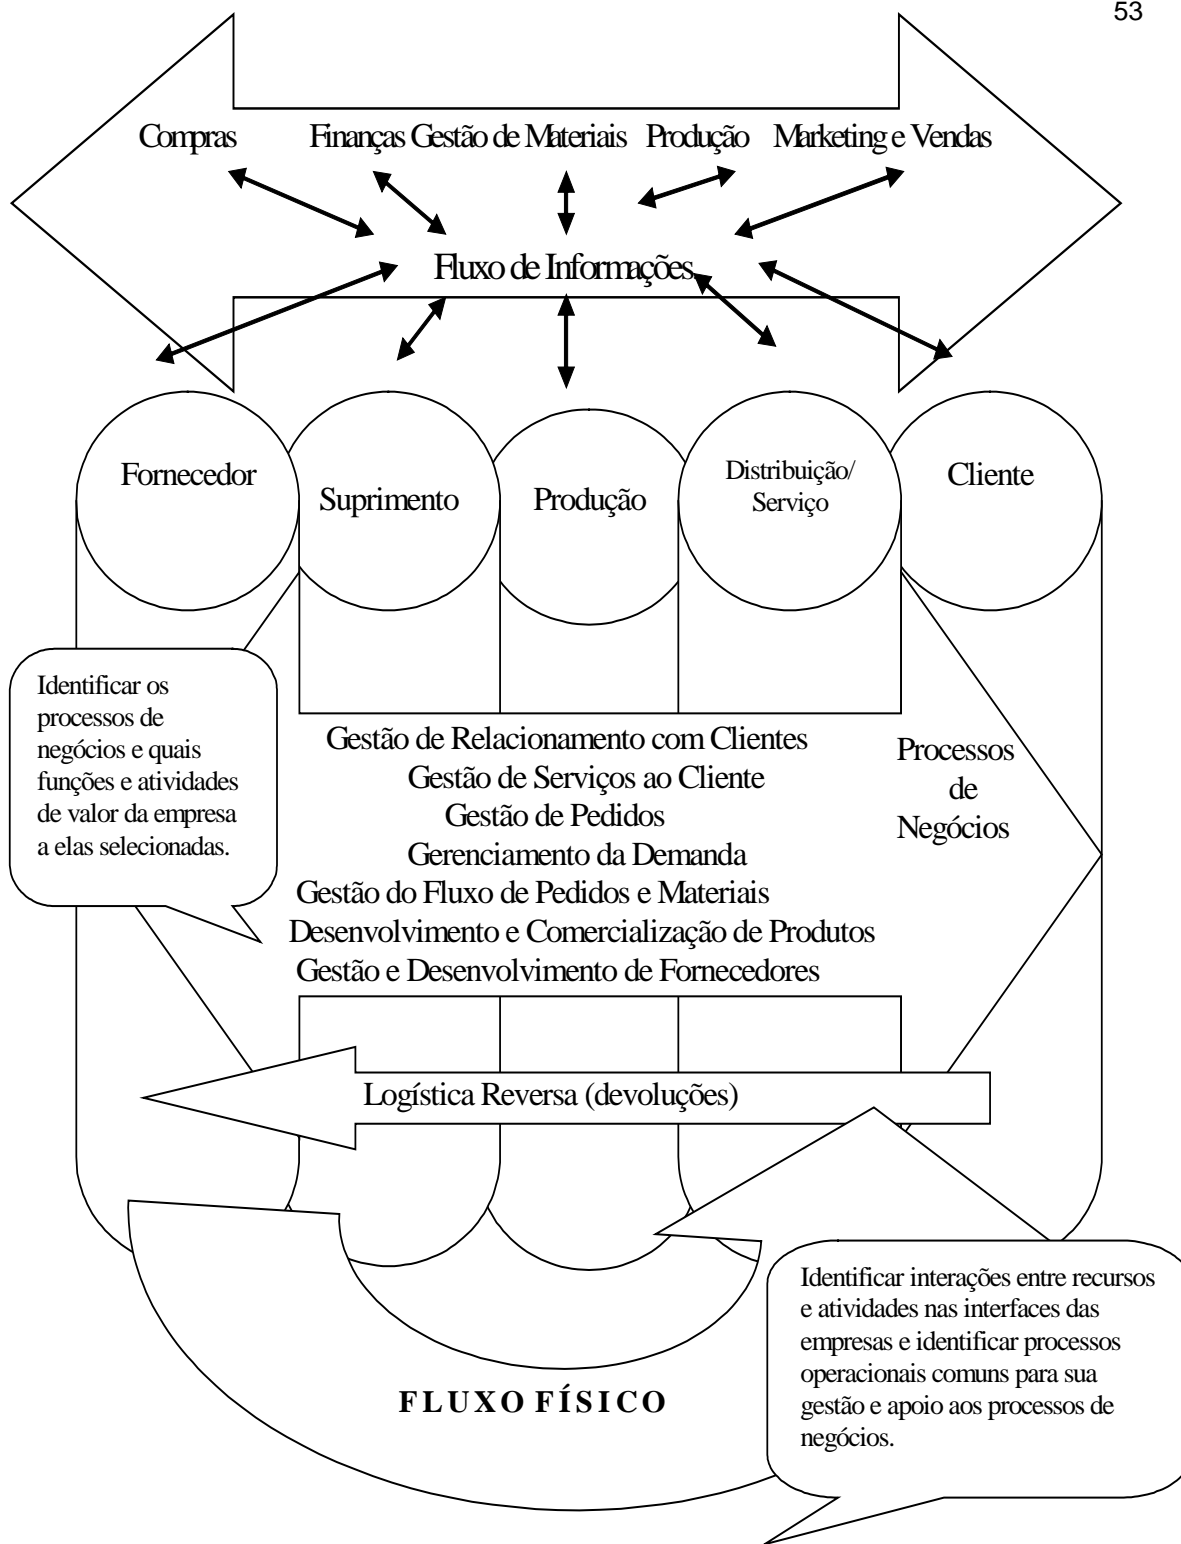 53
Compras Finanças Gestão de Materiais Produção Marketing e Vendas
Fluxo de Informações
Fornecedor
Suprimento
Produção
Distribuição/
Serviço
Cliente
Identificar os
processos de
negócios e quais
funções e atividades
de valor da empresa
a elas selecionadas.
Gestão de Relacionamento com Clientes
Gestão de Serviços ao Cliente
Gestão de Pedidos
Gerenciamento da Demanda
Gestão do Fluxo de Pedidos e Materiais
Desenvolvimento e Comercialização de Produtos
Gestão e Desenvolvimento de Fornecedores
Processos
de
Negócios
Logística Reversa (devoluções)
FLUXO FÍSICO
Identificar interações entre recursos
e atividades nas interfaces das
empresas e identificar processos
operacionais comuns para sua
gestão e apoio aos processos de
negócios.